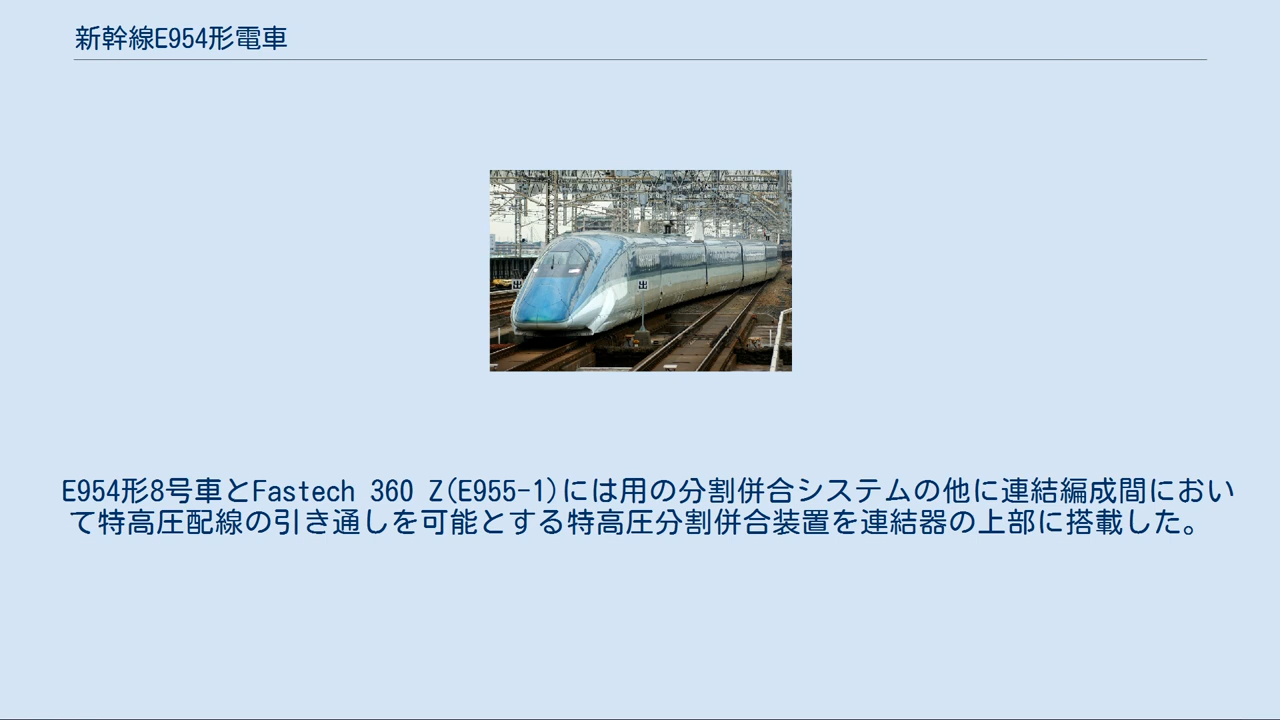 新幹線E954形電車
出
出
E954形8号車とFastech 360 Z(E955-1)には用の分割併合システムの他に連結編成間におい
て特高圧配線の引き通しを可能とする特高圧分割併合装置を連結器の上部に搭載した。